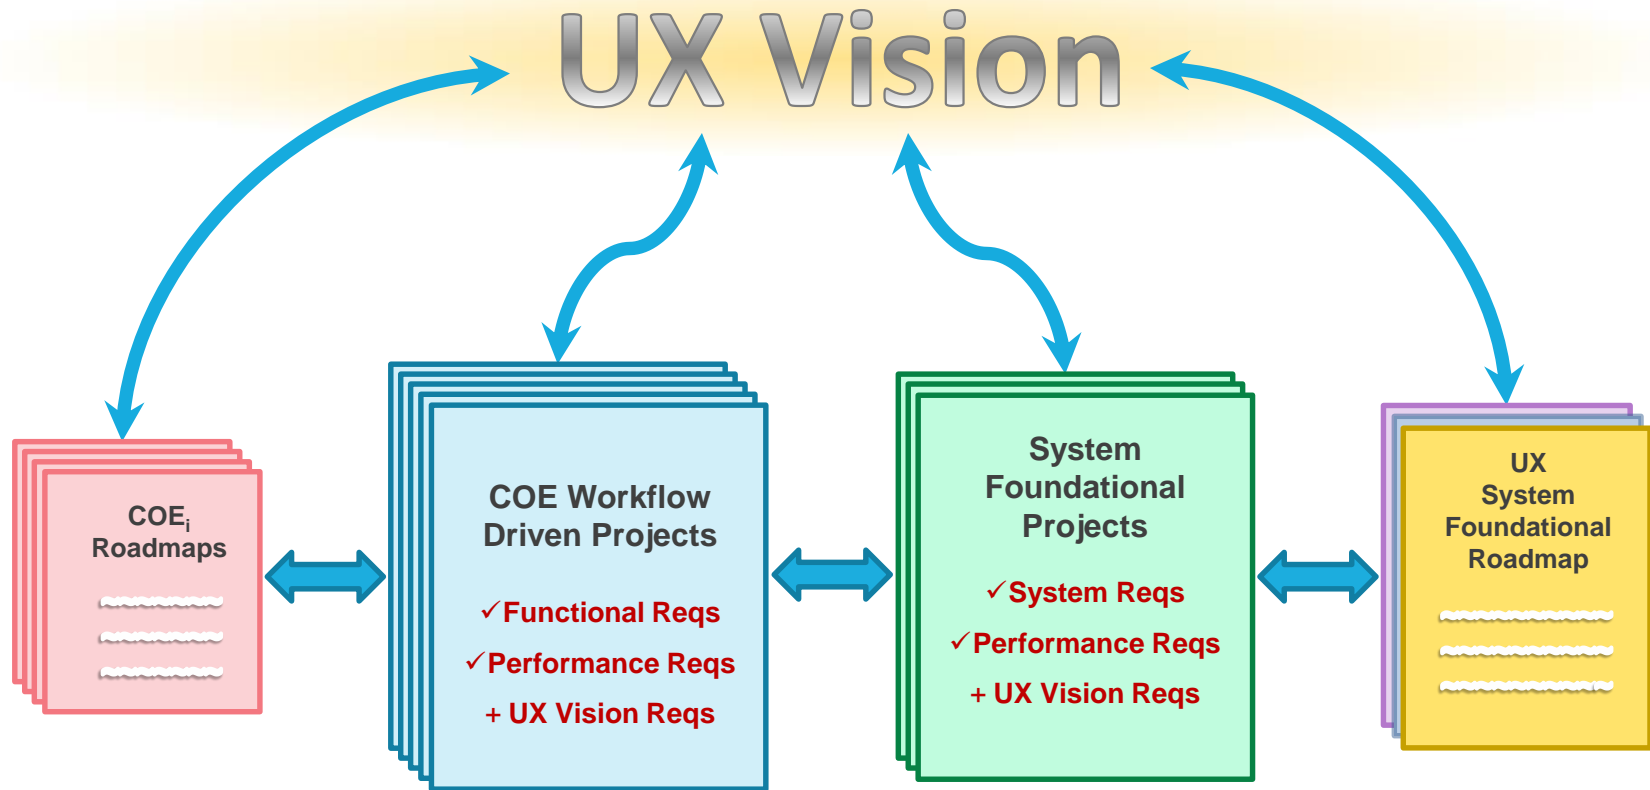 UX Vision
COEi
Roadmaps
COE Workflow
Driven Projects
✓Functional Reqs
✓Performance Reqs
+ UX Vision Reqs
System
Foundational
Projects
✓System Reqs
✓Performance Reqs
+ UX Vision Reqs
UX
System
Foundational
Roadmap